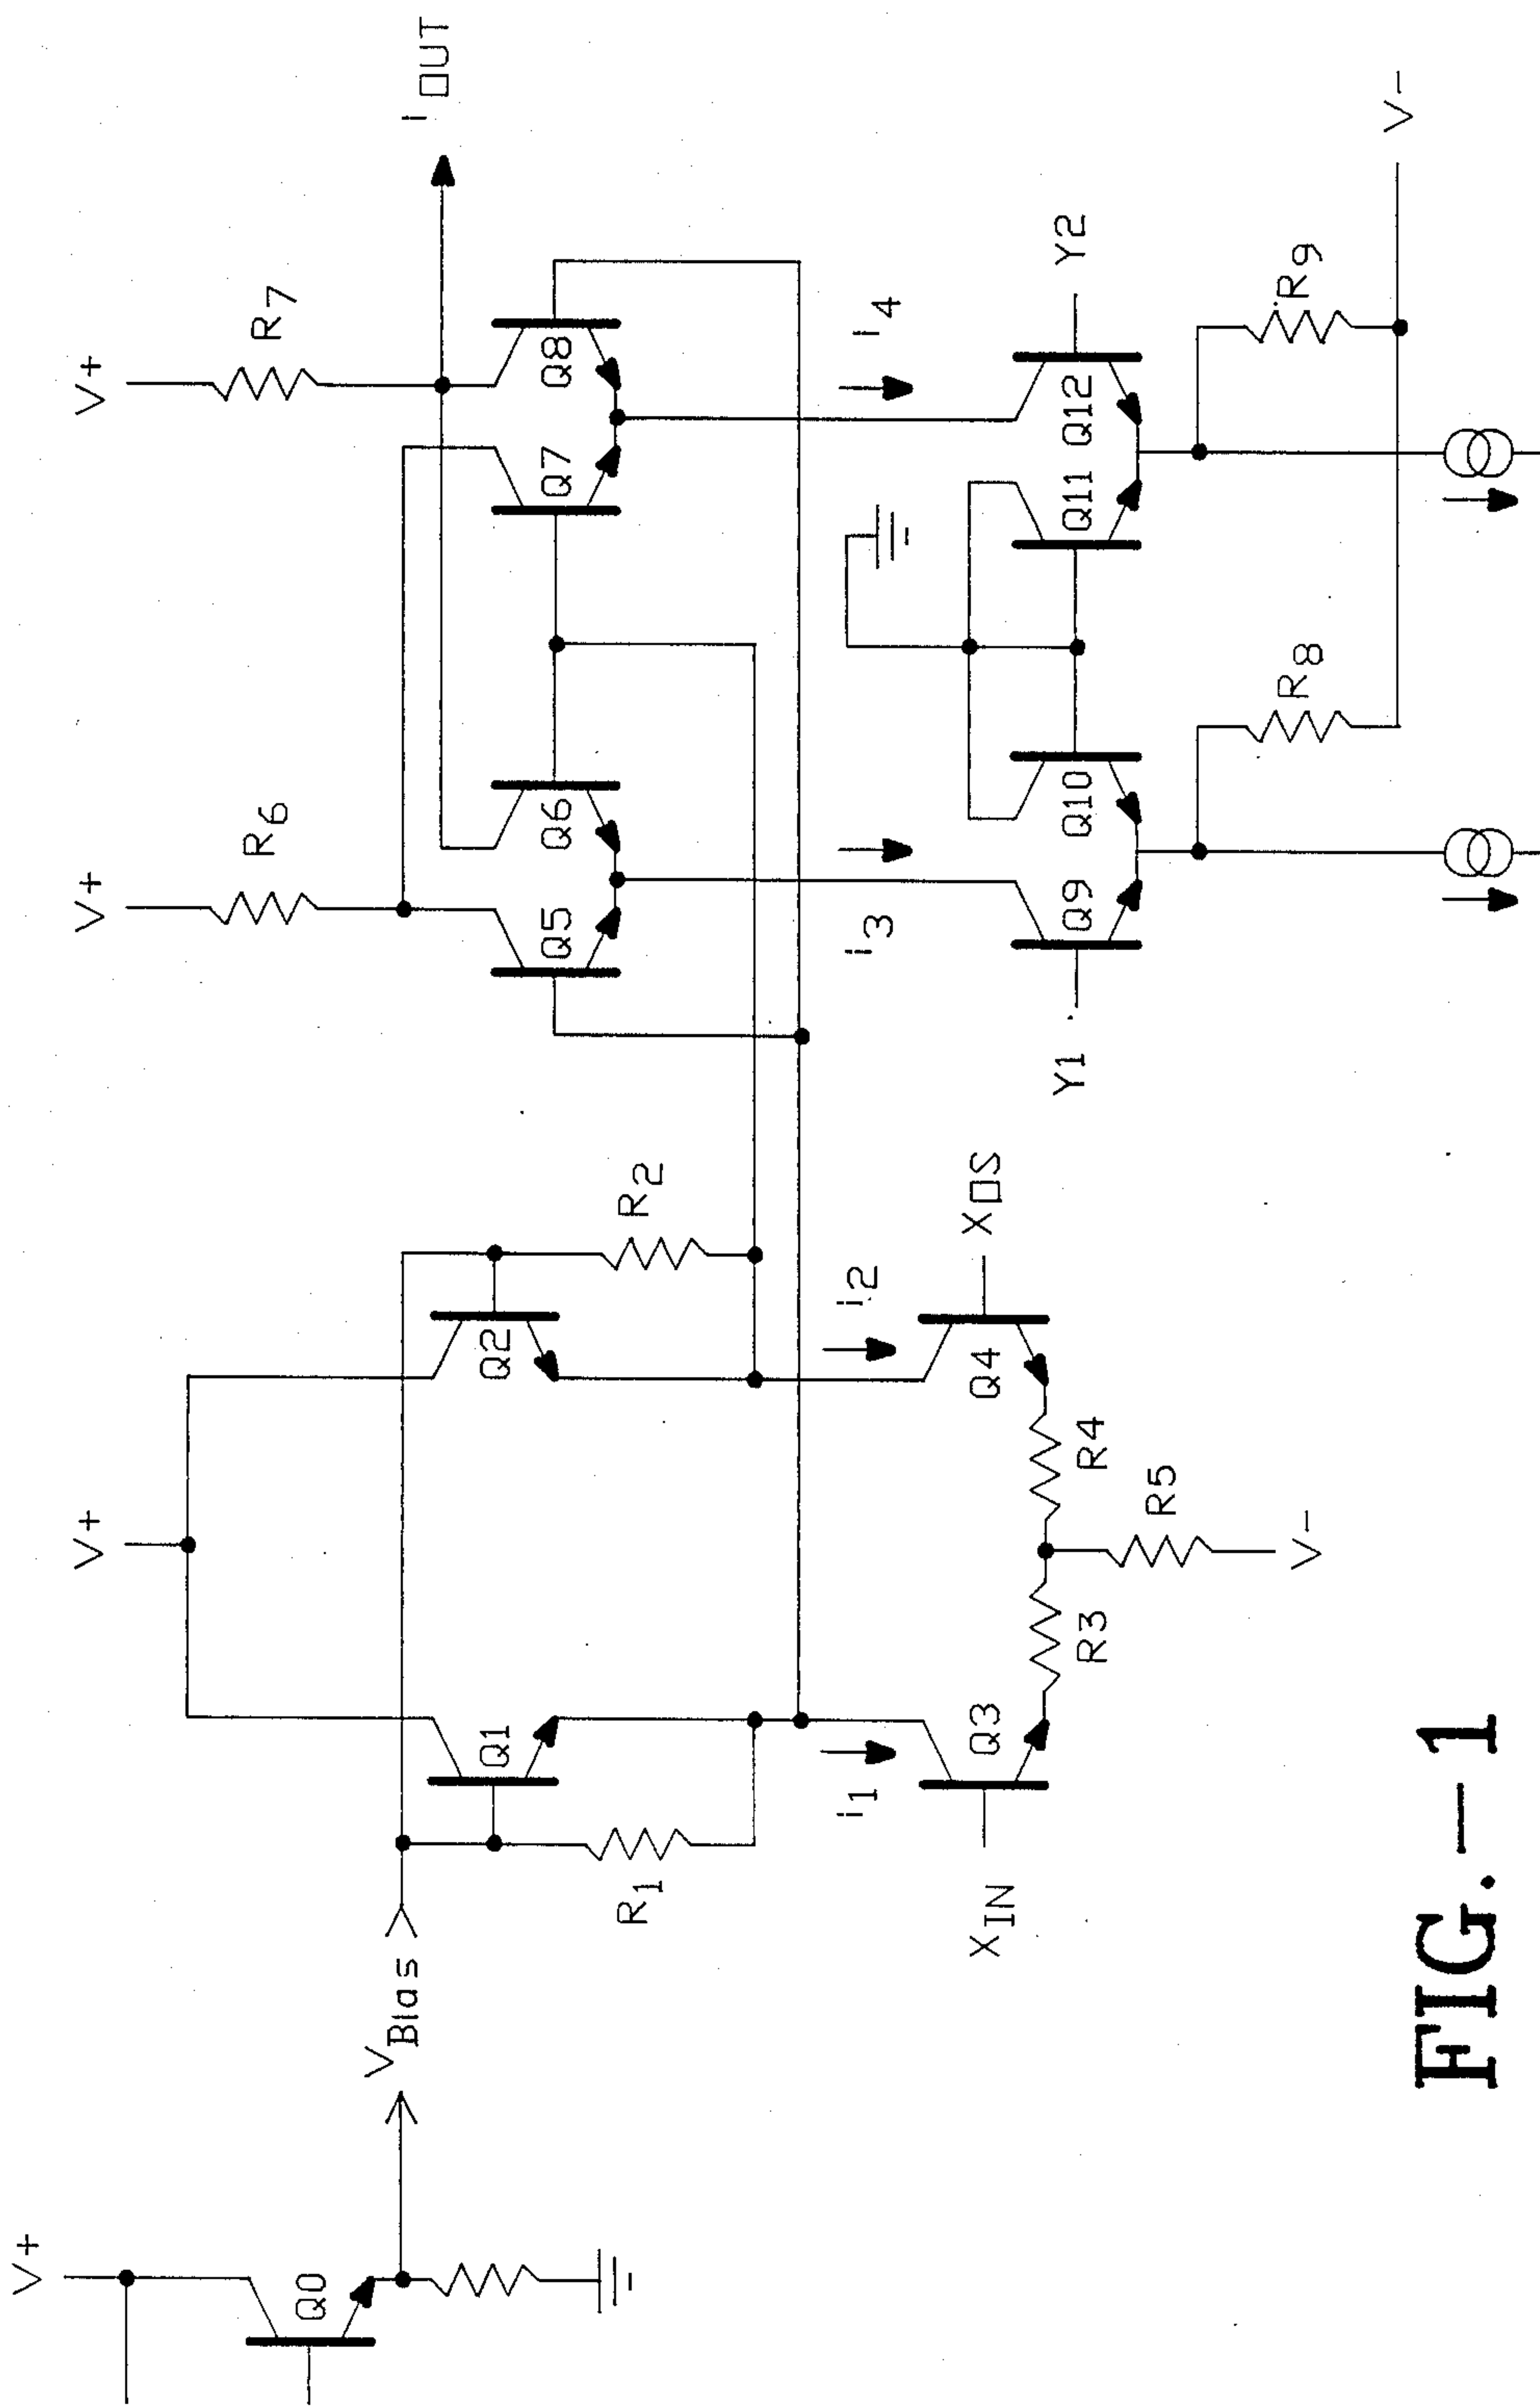 V+
V+
V+
V+
R6
R7
iOUT
Q0
VBias
Q1
Q2
Q5
Q6
Q7
Q8
R1
R2
i1
i2
i3
i4
XIN
Q3
Q4
XOS
Y1
Q9
Q10
Q11
Q12
Y2
R3
R4
R5
V-
R8
R9
V-
FIG.—1